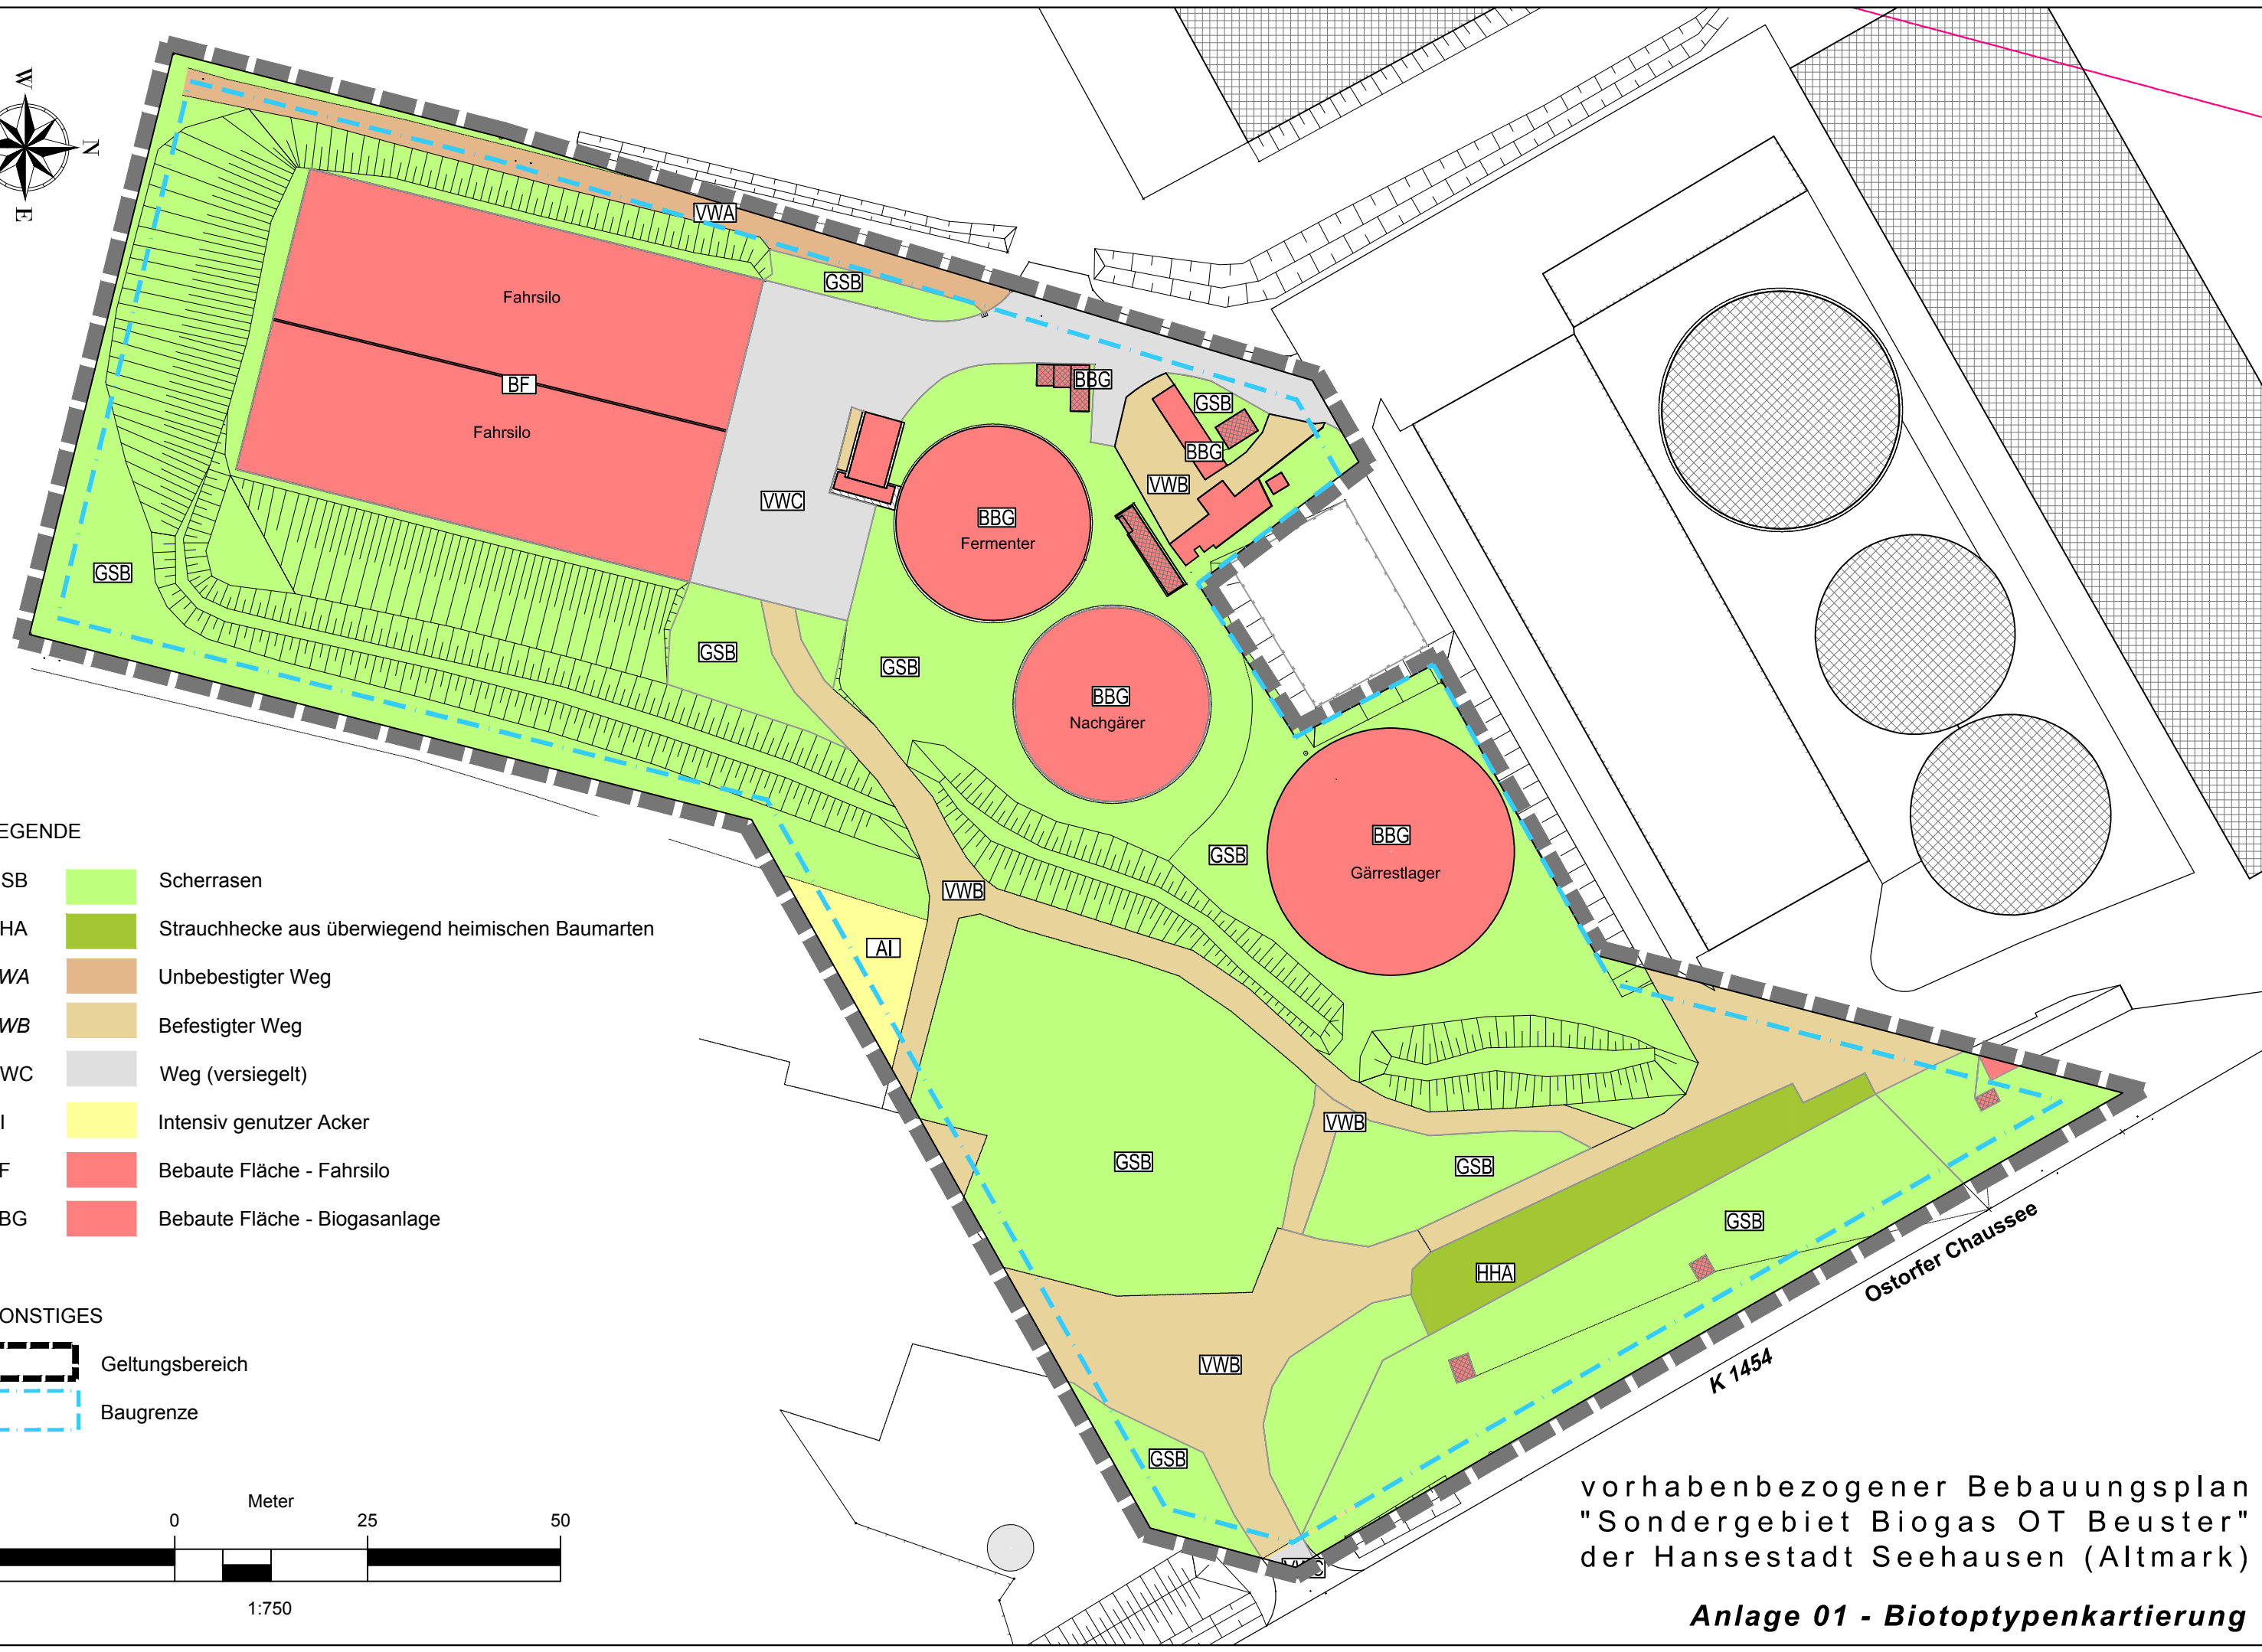 W
N
E
VWA
GSB
Fahrsilo
BF
Fahrsilo
BBG
GSB
BBG
VWB
VWC
BBG
Fermenter
GSB
GSB
GSB
BBG
Nachgärer
BBG
Gärrestlager
GSB
VWB
AI
VWB
GSB
GSB
GSB
HHA
VWB
GSB
Ostorfer Chaussee
K 1454
EGENDE
SB Scherrasen
HA Strauchhecke aus überwiegend heimischen Baumarten
WA Unbebestigter Weg
WB Befestigter Weg
WC Weg (versiegelt)
I Intensiv genutzer Acker
F Bebaute Fläche - Fahrsilo
BG Bebaute Fläche - Biogasanlage
ONSTIGES
Geltungsbereich
Baugrenze
Meter
0 25 50
1:750
vorhabenbezogener Bebauungsplan
"Sondergebiet Biogas OT Beuster"
der Hansestadt Seehausen (Altmark)
Anlage 01 - Biotoptypenkartierung